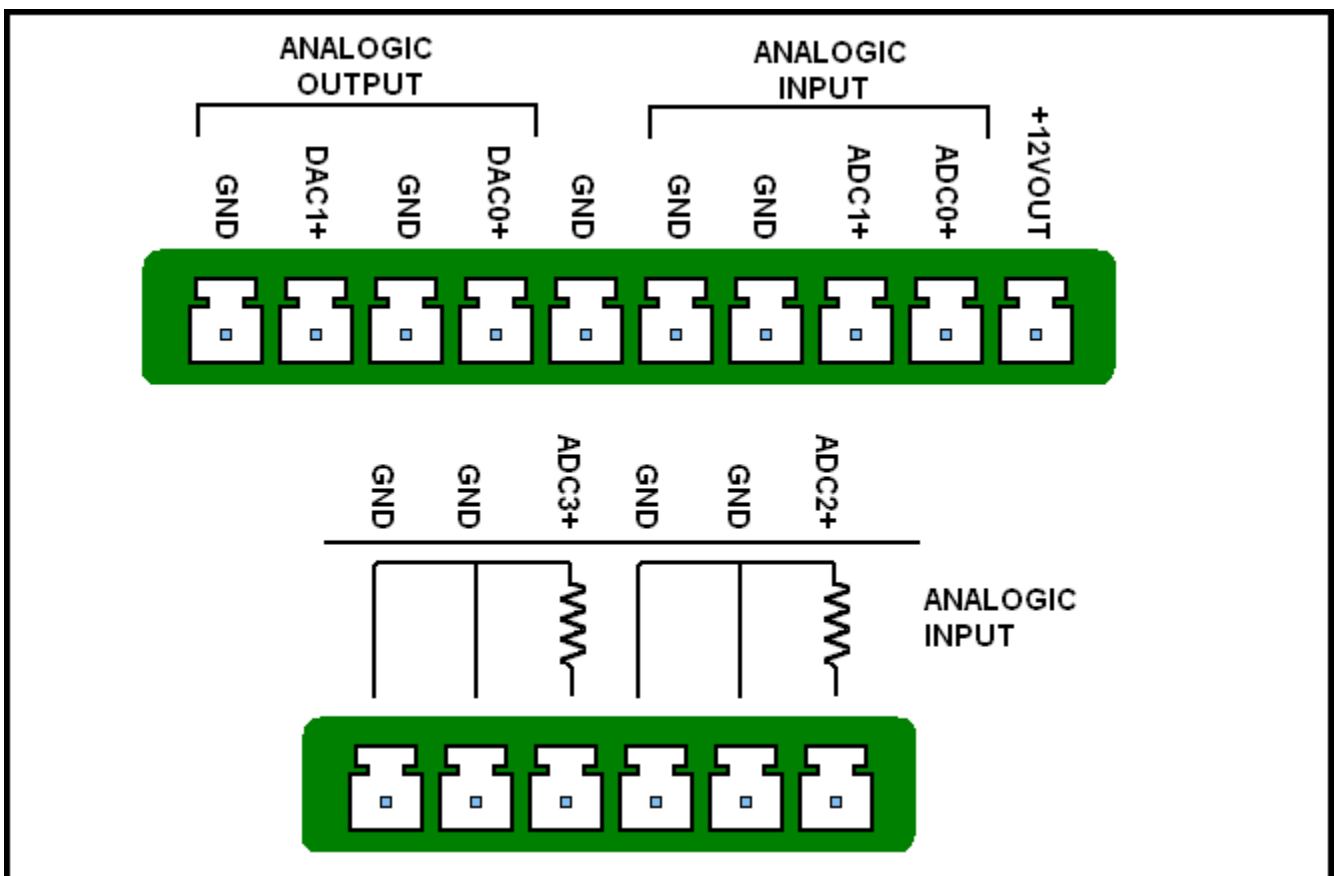 ANALOGIC
OUTPUT
ANALOGIC
INPUT
GND
DAC1+
GND
DAC0+
GND
GND
GND
ADC1+
ADC0+
+12VOUT
GND
GND
ADC3+
GND
GND
ADC2+
ANALOGIC
INPUT